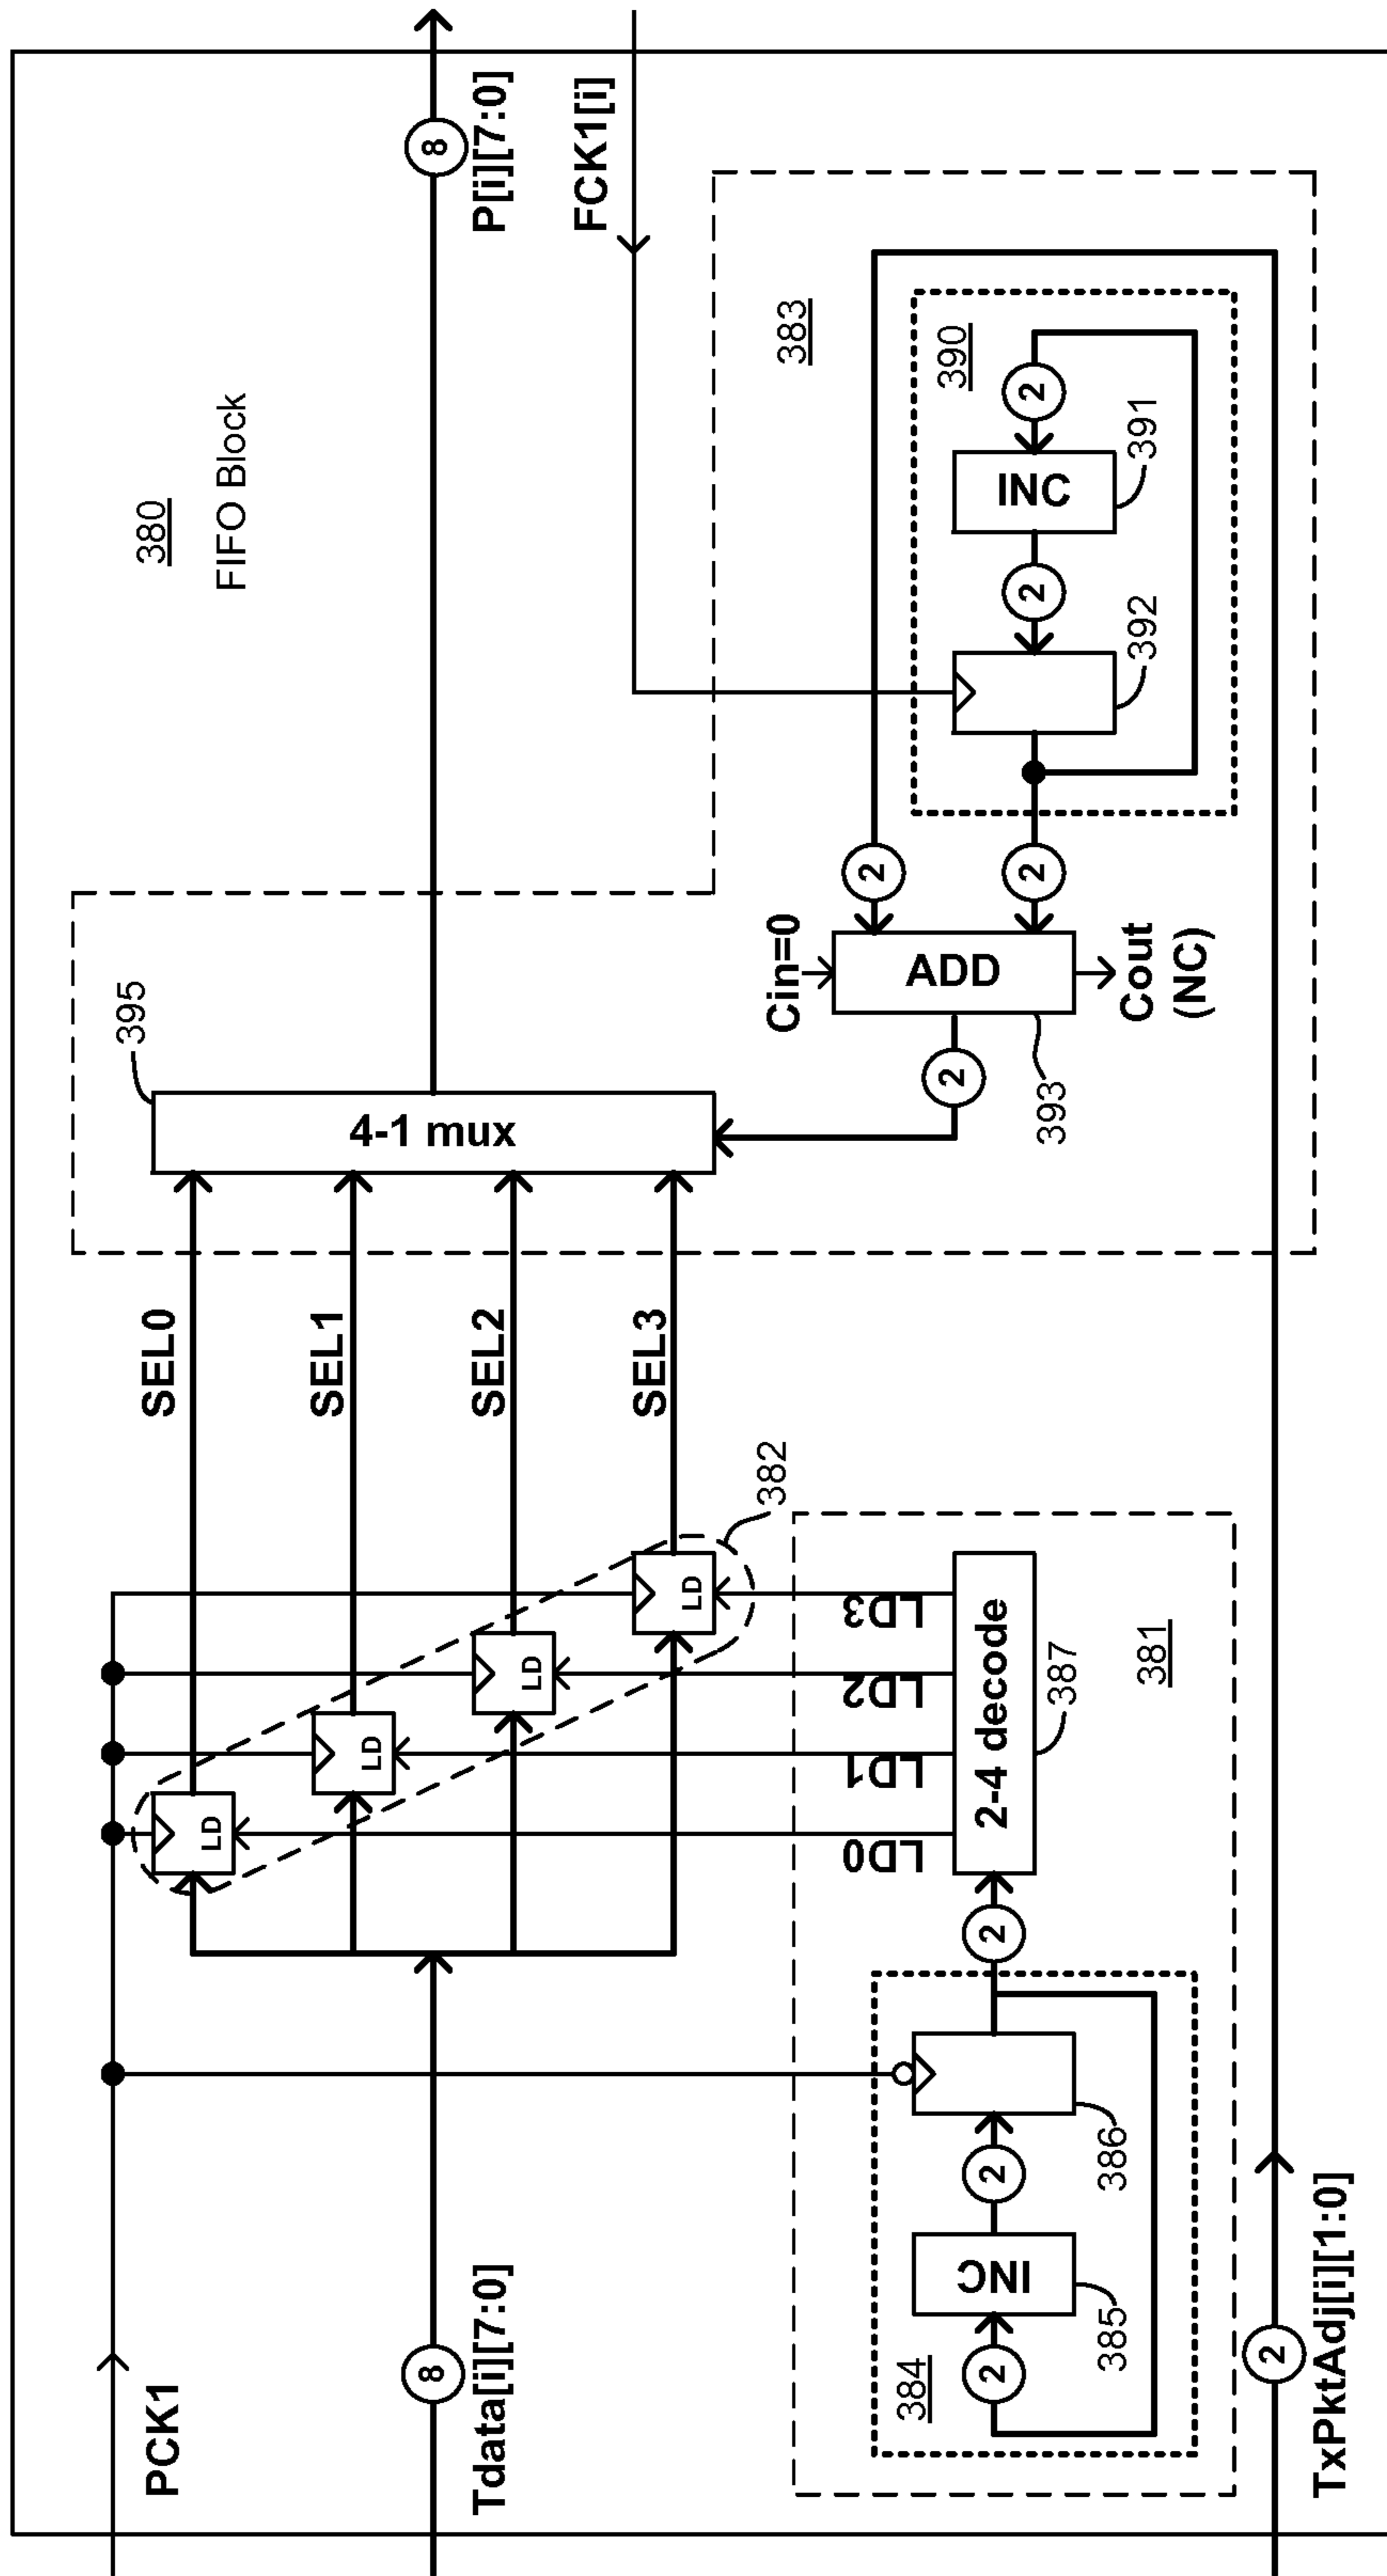 380
FIFO Block
PCK1
Tdata[i][7:0]
8
SEL0
SEL1
SEL2
SEL3
LD
LD
LD
LD
382
395
4-1 mux
8
P[i][7:0]
FCK1[i]
LD0
LD1
LD2
LD3
2-4 decode
387
381
384
2
INC
385
2
386
2
383
390
2
INC
391
2
392
2
2
Cin=0
ADD
Cout
(NC)
393
2
2
TxPktAdj[i][1:0]